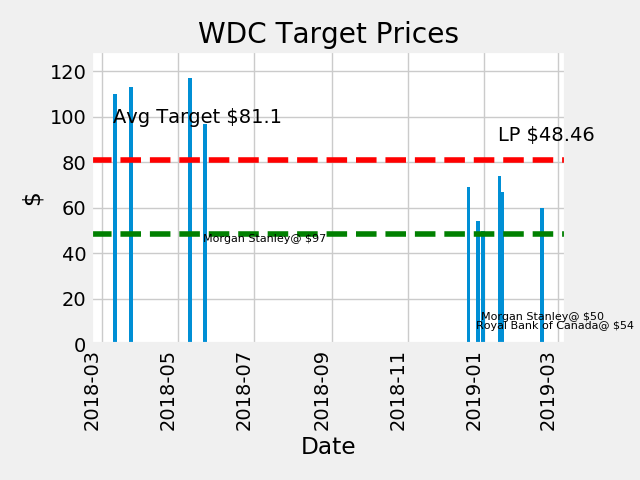 WDC Target Prices
120
100
80
60
40
20
0
$
Avg Target $81.1
LP $48.46
Morgan Stanley@ $97
Morgan Stanley@ $50
Royal Bank of Canada@ $54
2018-03
2018-05
2018-07
2018-09
2018-11
2019-01
2019-03
Date